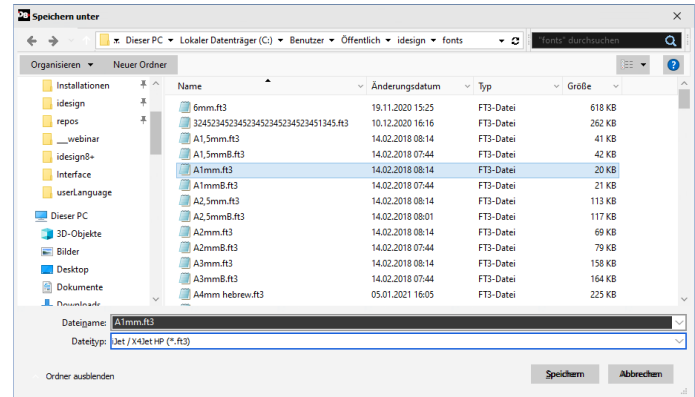 Speichern unter
Dieser PC Lokaler Datenträger (C:) Benutzer Öffentlich idesign fonts
"fonts" durchsuchen
Organisieren Neuer Ordner
Name Änderungsdatum Typ Größe
Installationen
idesign
repos
__webinar
idesign8+
Interface
userLanguage
Dieser PC
3D-Objekte
Bilder
Desktop
Dokumente
Downloads
6mm.ft3 19.11.2020 15:25 FT3-Datei 618 KB
10.12.2020 16:16 FT3-Datei 262 KB
A1,5mm.ft3 14.02.2018 08:14 FT3-Datei 41 KB
A1,5mmB.ft3 14.02.2018 07:44 FT3-Datei 42 KB
A1mm.ft3 14.02.2018 08:14 FT3-Datei 20 KB
A1mmB.ft3 14.02.2018 07:44 FT3-Datei 21 KB
A2,5mm.ft3 14.02.2018 08:14 FT3-Datei 113 KB
A2,5mmB.ft3 14.02.2018 08:01 FT3-Datei 117 KB
A2mm.ft3 14.02.2018 08:14 FT3-Datei 69 KB
A2mmB.ft3 14.02.2018 07:44 FT3-Datei 79 KB
A3mm.ft3 14.02.2018 08:14 FT3-Datei 158 KB
A3mmB.ft3 14.02.2018 07:44 FT3-Datei 164 KB
A4mm hebrew.ft3 05.01.2021 16:05 FT3-Datei 225 KB
Dateiname: A1mm.ft3
Dateityp: iJet / X4Jet HP (*.ft3)
Ordner ausblenden
Speichern Abbrechen